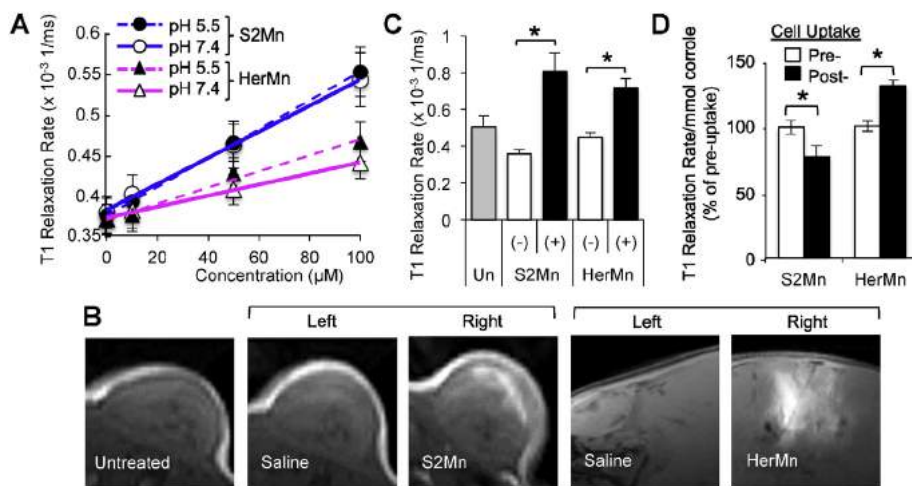 A
T1 Relaxation Rate (x 10⁻³ 1/ms)
0.6
0.55
0.5
0.45
0.4
0.35
0 20 40 60 80 100
Concentration (µM)
pH 5.5
pH 7.4
S2Mn
pH 5.5
pH 7.4
HerMn
C
T1 Relaxation Rate (x 10⁻³ 1/ms)
1
0.8
0.6
0.4
0.2
0
*
*
(-) (+) (-) (+)
Un S2Mn HerMn
D
Cell Uptake
Pre-
Post-
T1 Relaxation Rate/mmol corrole
(% of pre-uptake)
150
100
50
0
*
*
S2Mn HerMn
B
Left Right Left Right
Untreated Saline S2Mn Saline HerMn